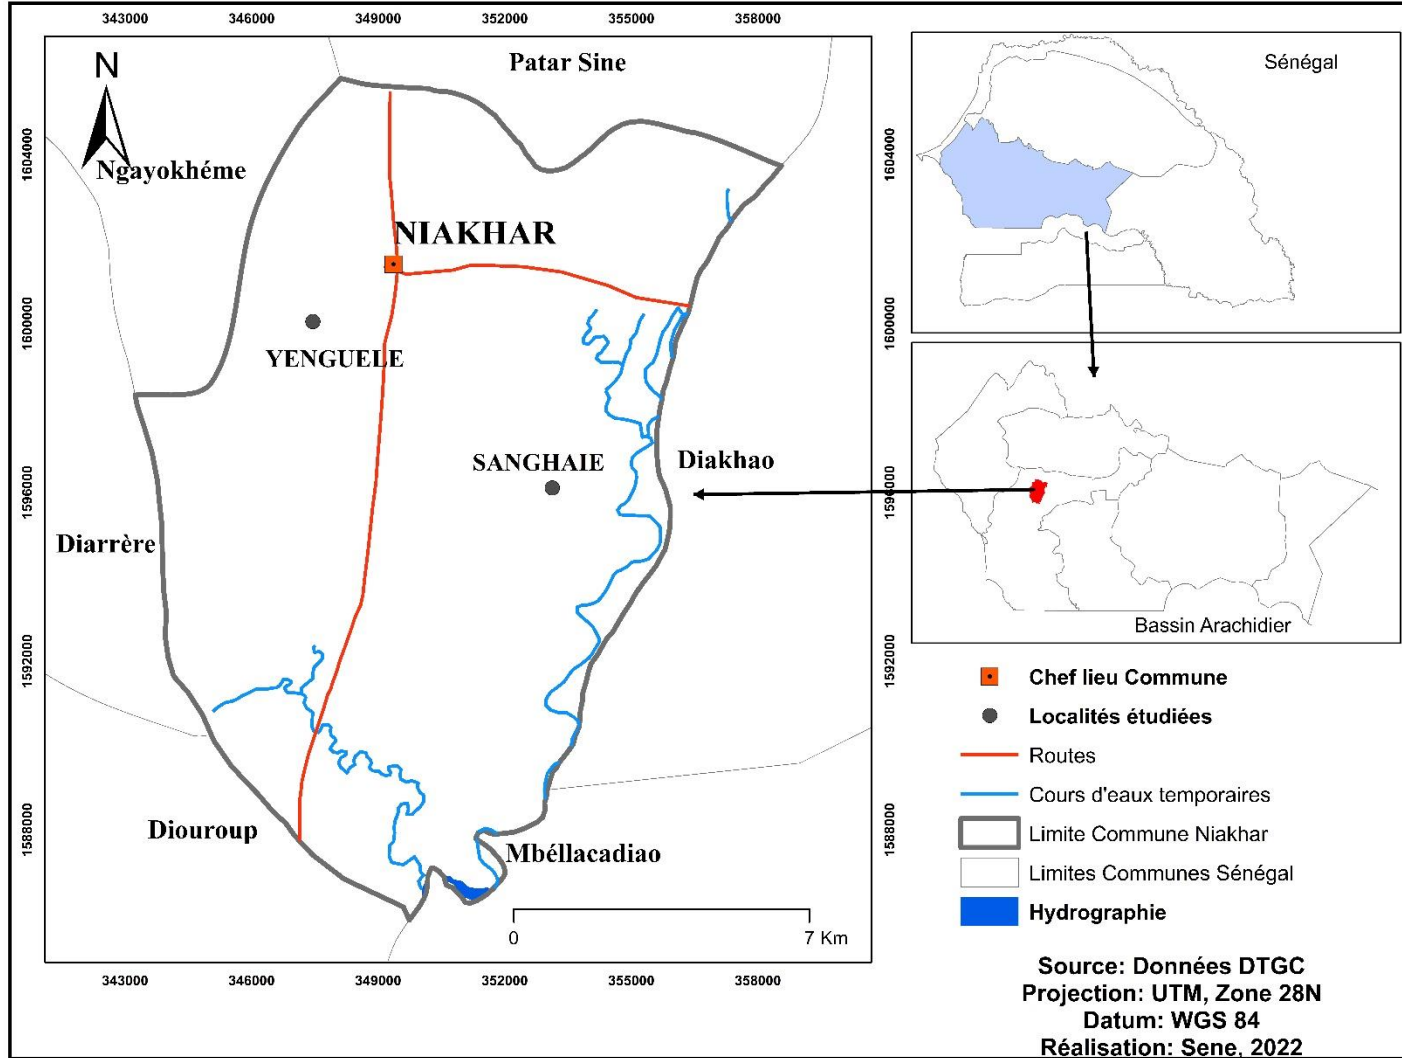 343000 346000 349000 352000 355000 358000
N
Patar Sine
Ngayokhéme
NIAKHAR
YENGUELE
SANGHAIE
Diakhao
Diarrère
Diouroup
Mbéllacadiao
0 7 Km
1604000
1600000
1596000
1592000
1588000
343000 346000 349000 352000 355000 358000
1604000
1600000
1596000
1592000
1588000
Sénégal
Bassin Arachidier
Chef lieu Commune
Localités étudiées
Routes
Cours d'eaux temporaires
Limite Commune Niakhar
Limites Communes Sénégal
Hydrographie
Source: Données DTGC
Projection: UTM, Zone 28N
Datum: WGS 84
Réalisation: Sene, 2022